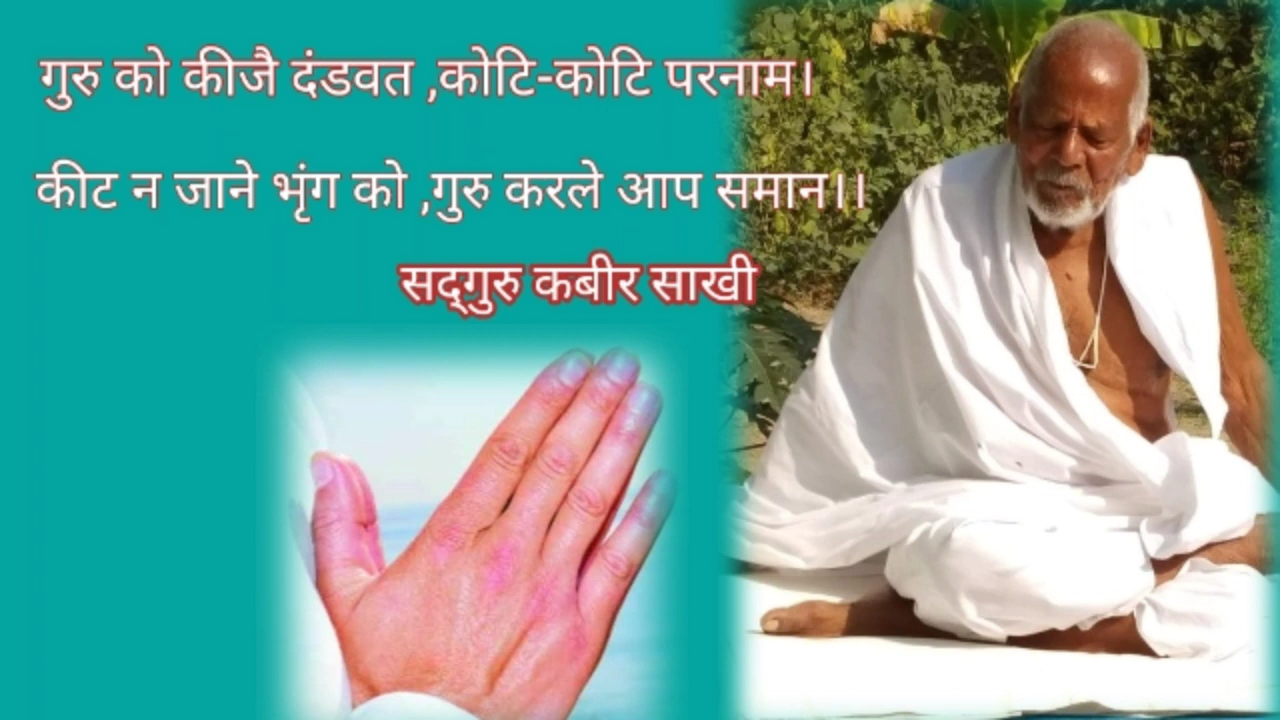 गुरु को कीजै दंडवत ,कोटि-कोटि परनाम।
कीट न जाने भृंग को ,गुरु करले आप समान।।
सद्गुरु कबीर साखी